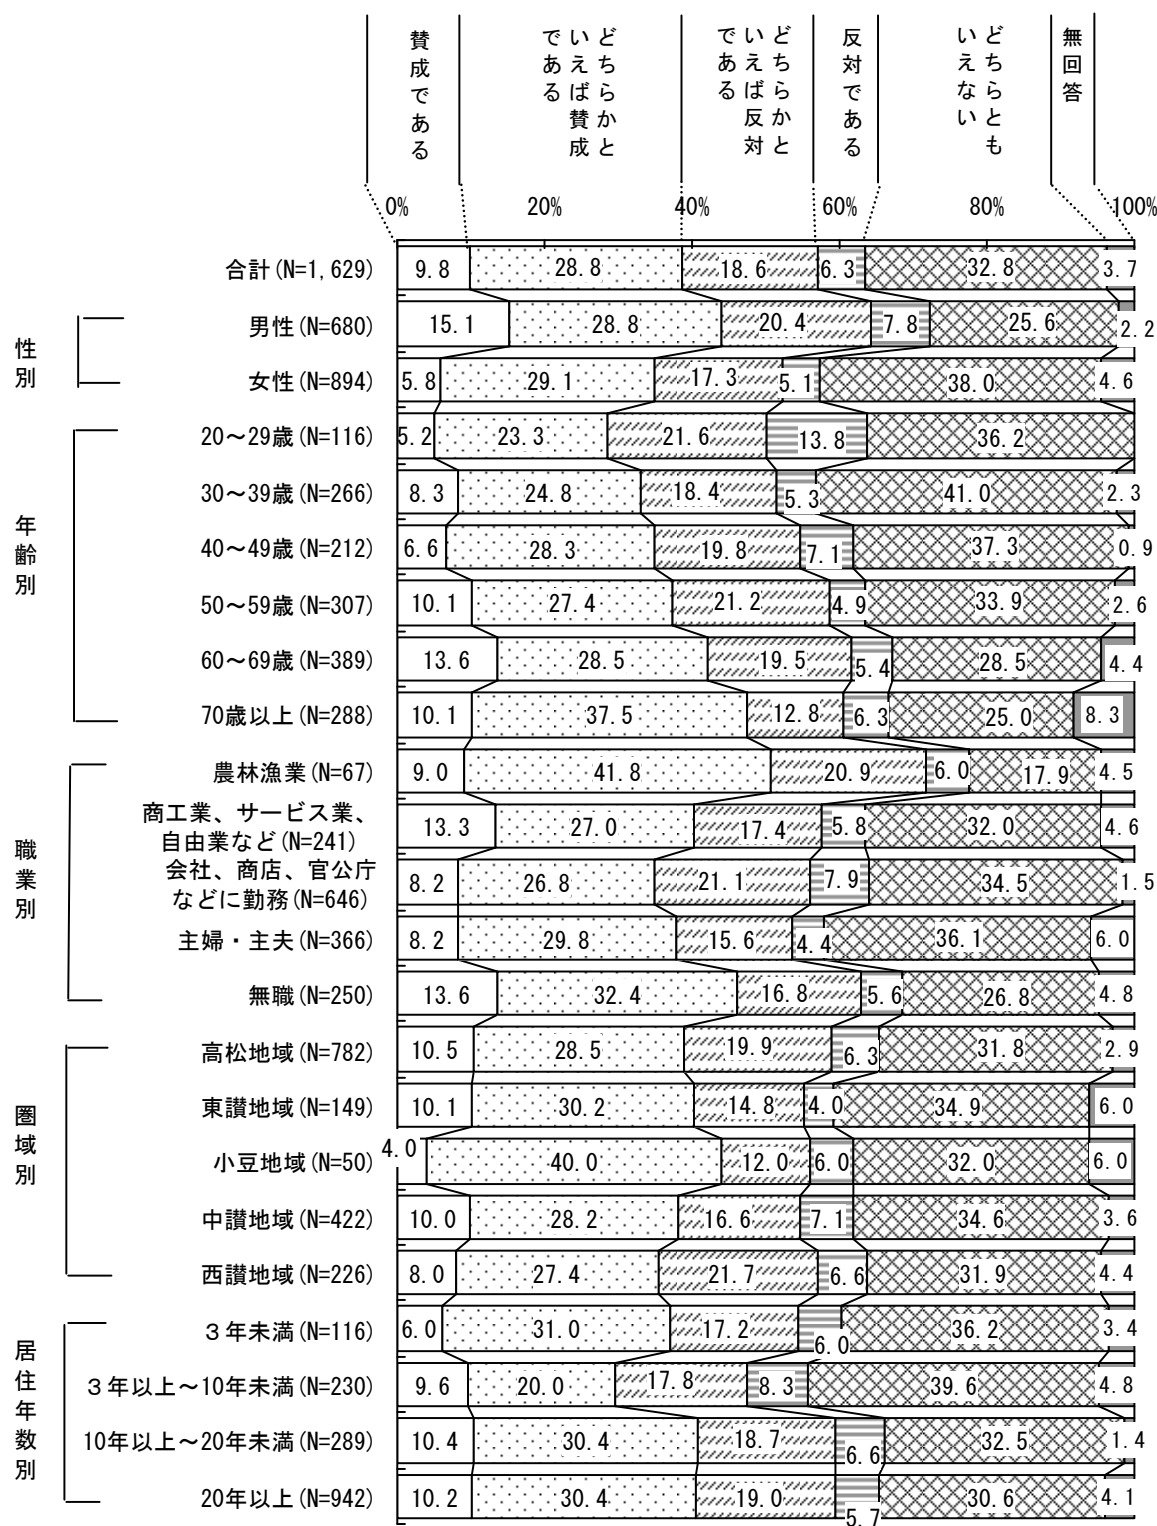 賛成である
どちらかと
いえば賛成
である
どちらかと
いえば反対
である
反対である
どちらとも
いえない
無回答
0% 20% 40% 60% 80% 100%
合計(N=1,629) 9.8 28.8 18.6 6.3 32.8 3.7
性別
男性(N=680) 15.1 28.8 20.4 7.8 25.6 2.2
女性(N=894) 5.8 29.1 17.3 5.1 38.0 4.6
年齢別
20～29歳(N=116) 5.2 23.3 21.6 13.8 36.2
30～39歳(N=266) 8.3 24.8 18.4 5.3 41.0 2.3
40～49歳(N=212) 6.6 28.3 19.8 7.1 37.3 0.9
50～59歳(N=307) 10.1 27.4 21.2 4.9 33.9 2.6
60～69歳(N=389) 13.6 28.5 19.5 5.4 28.5 4.4
70歳以上(N=288) 10.1 37.5 12.8 6.3 25.0 8.3
職業別
農林漁業(N=67) 9.0 41.8 20.9 6.0 17.9 4.5
商工業、サービス業、
自由業など(N=241) 13.3 27.0 17.4 5.8 32.0 4.6
会社、商店、官公庁
などに勤務(N=646) 8.2 26.8 21.1 7.9 34.5 1.5
主婦・主夫(N=366) 8.2 29.8 15.6 4.4 36.1 6.0
無職(N=250) 13.6 32.4 16.8 5.6 26.8 4.8
圏域別
高松地域(N=782) 10.5 28.5 19.9 6.3 31.8 2.9
東讃地域(N=149) 10.1 30.2 14.8 4.0 34.9 6.0
小豆地域(N=50) 4.0 40.0 12.0 6.0 32.0 6.0
中讃地域(N=422) 10.0 28.2 16.6 7.1 34.6 3.6
西讃地域(N=226) 8.0 27.4 21.7 6.6 31.9 4.4
居住年数別
３年未満(N=116) 6.0 31.0 17.2 6.0 36.2 3.4
３年以上～10年未満(N=230) 9.6 20.0 17.8 8.3 39.6 4.8
10年以上～20年未満(N=289) 10.4 30.4 18.7 6.6 32.5 1.4
20年以上(N=942) 10.2 30.4 19.0 5.7 30.6 4.1